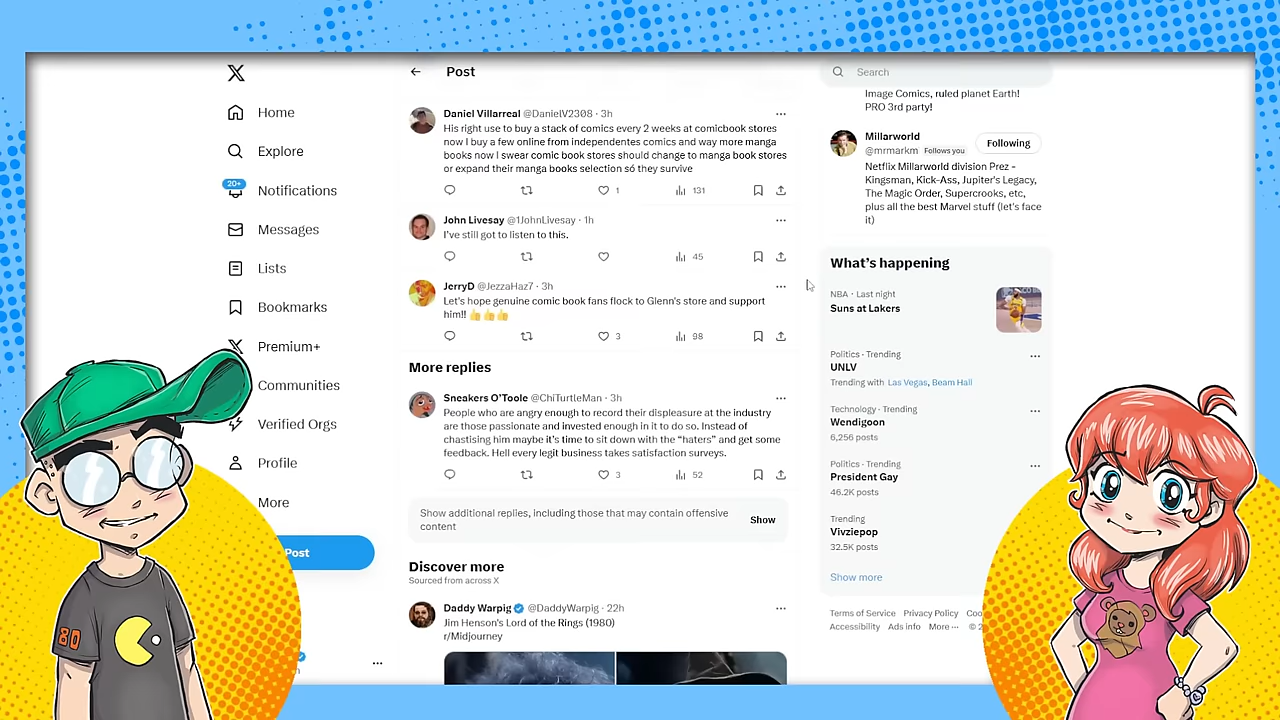 Home
Explore
20+
Notifications
Messages
Lists
Bookmarks
Premium+
Communities
Verified Orgs
Profile
More
Post
80
Post
Daniel Villarreal @DanielV2308 · 3h
His right use to buy a stack of comics every 2 weeks at comicbook stores
now I buy a few online from independentes comics and way more manga
books now I swear comic book stores should change to manga book stores
or expand their manga books selection só they survive
1
131
John Livesay @1JohnLivesay · 1h
I've still got to listen to this.
45
JerryD @JezzaHaz7 · 3h
Let's hope genuine comic book fans flock to Glenn's store and support
him!! 👍👍👍
3
98
More replies
Sneakers O'Toole @ChiTurtleMan · 3h
People who are angry enough to record their displeasure at the industry
are those passionate and invested enough in it to do so. Instead of
chastising him maybe it's time to sit down with the “haters” and get some
feedback. Hell every legit business takes satisfaction surveys.
3
52
Show additional replies, including those that may contain offensive
content
Show
Discover more
Sourced from across X
Daddy Warpig @DaddyWarpig · 22h
Jim Henson's Lord of the Rings (1980)
r/Midjourney
Search
Image Comics, ruled planet Earth!
PRO 3rd party!
Millarworld
@mrmarkm Follows you
Following
Netflix Millarworld division Prez -
Kingsman, Kick-Ass, Jupiter's Legacy,
The Magic Order, Supercrooks, etc,
plus all the best Marvel stuff (let's face
it)
What's happening
NBA · Last night
Suns at Lakers
Politics · Trending
UNLV
Trending with Las Vegas, Beam Hall
Technology · Trending
Wendigoon
6,256 posts
Politics · Trending
President Gay
46.2K posts
Trending
Vivziepop
32.5K posts
Show more
Terms of Service Privacy Policy Coo
Accessibility Ads info More ··· © 2